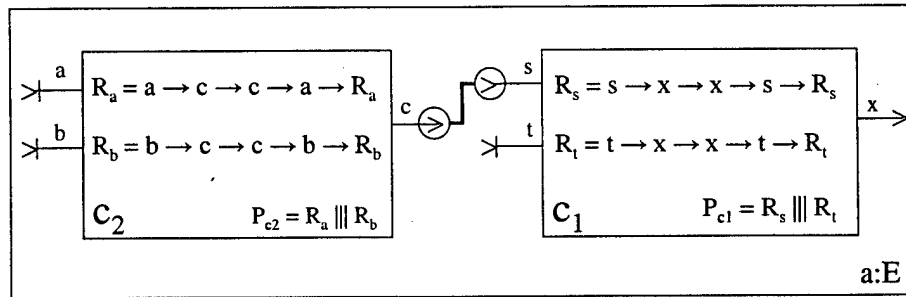 a
R_a = a → c → c → a → R_a
b
R_b = b → c → c → b → R_b
C_2
P_c2 = R_a ||| R_b
c
s
R_s = s → x → x → s → R_s
t
R_t = t → x → x → t → R_t
C_1
P_c1 = R_s ||| R_t
x
a:E